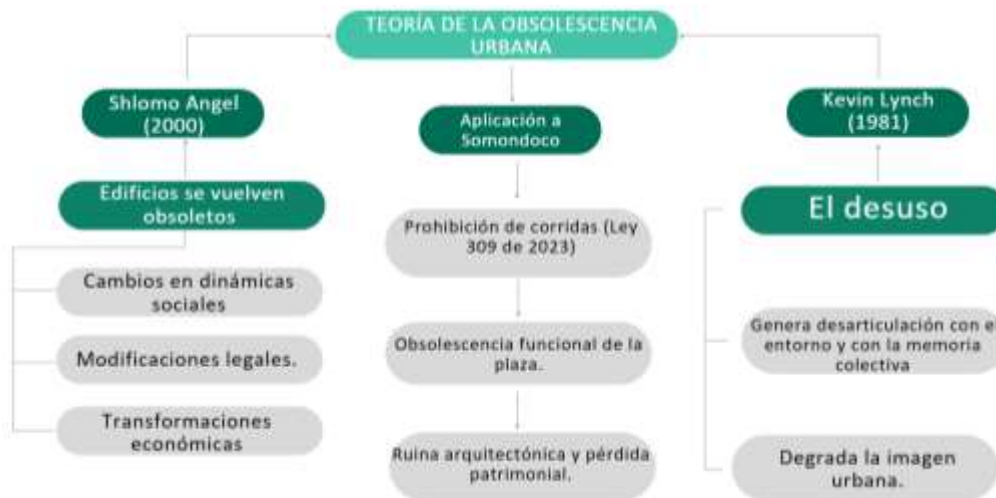 TEORÍA DE LA OBSOLESCENCIA
URBANA
Shlomo Angel
(2000)
Edificios se vuelven
obsoletos
Cambios en dinámicas
sociales
Modificaciones legales.
Transformaciones
económicas
Aplicación a
Somondoco
Prohibición de corridas (Ley
309 de 2023)
Obsolescencia funcional de la
plaza.
Ruina arquitectónica y pérdida
patrimonial.
Kevin Lynch
(1981)
El desuso
Genera desarticulación con e
entorno y con la memoria
colectiva
Degrada la imagen
urbana.